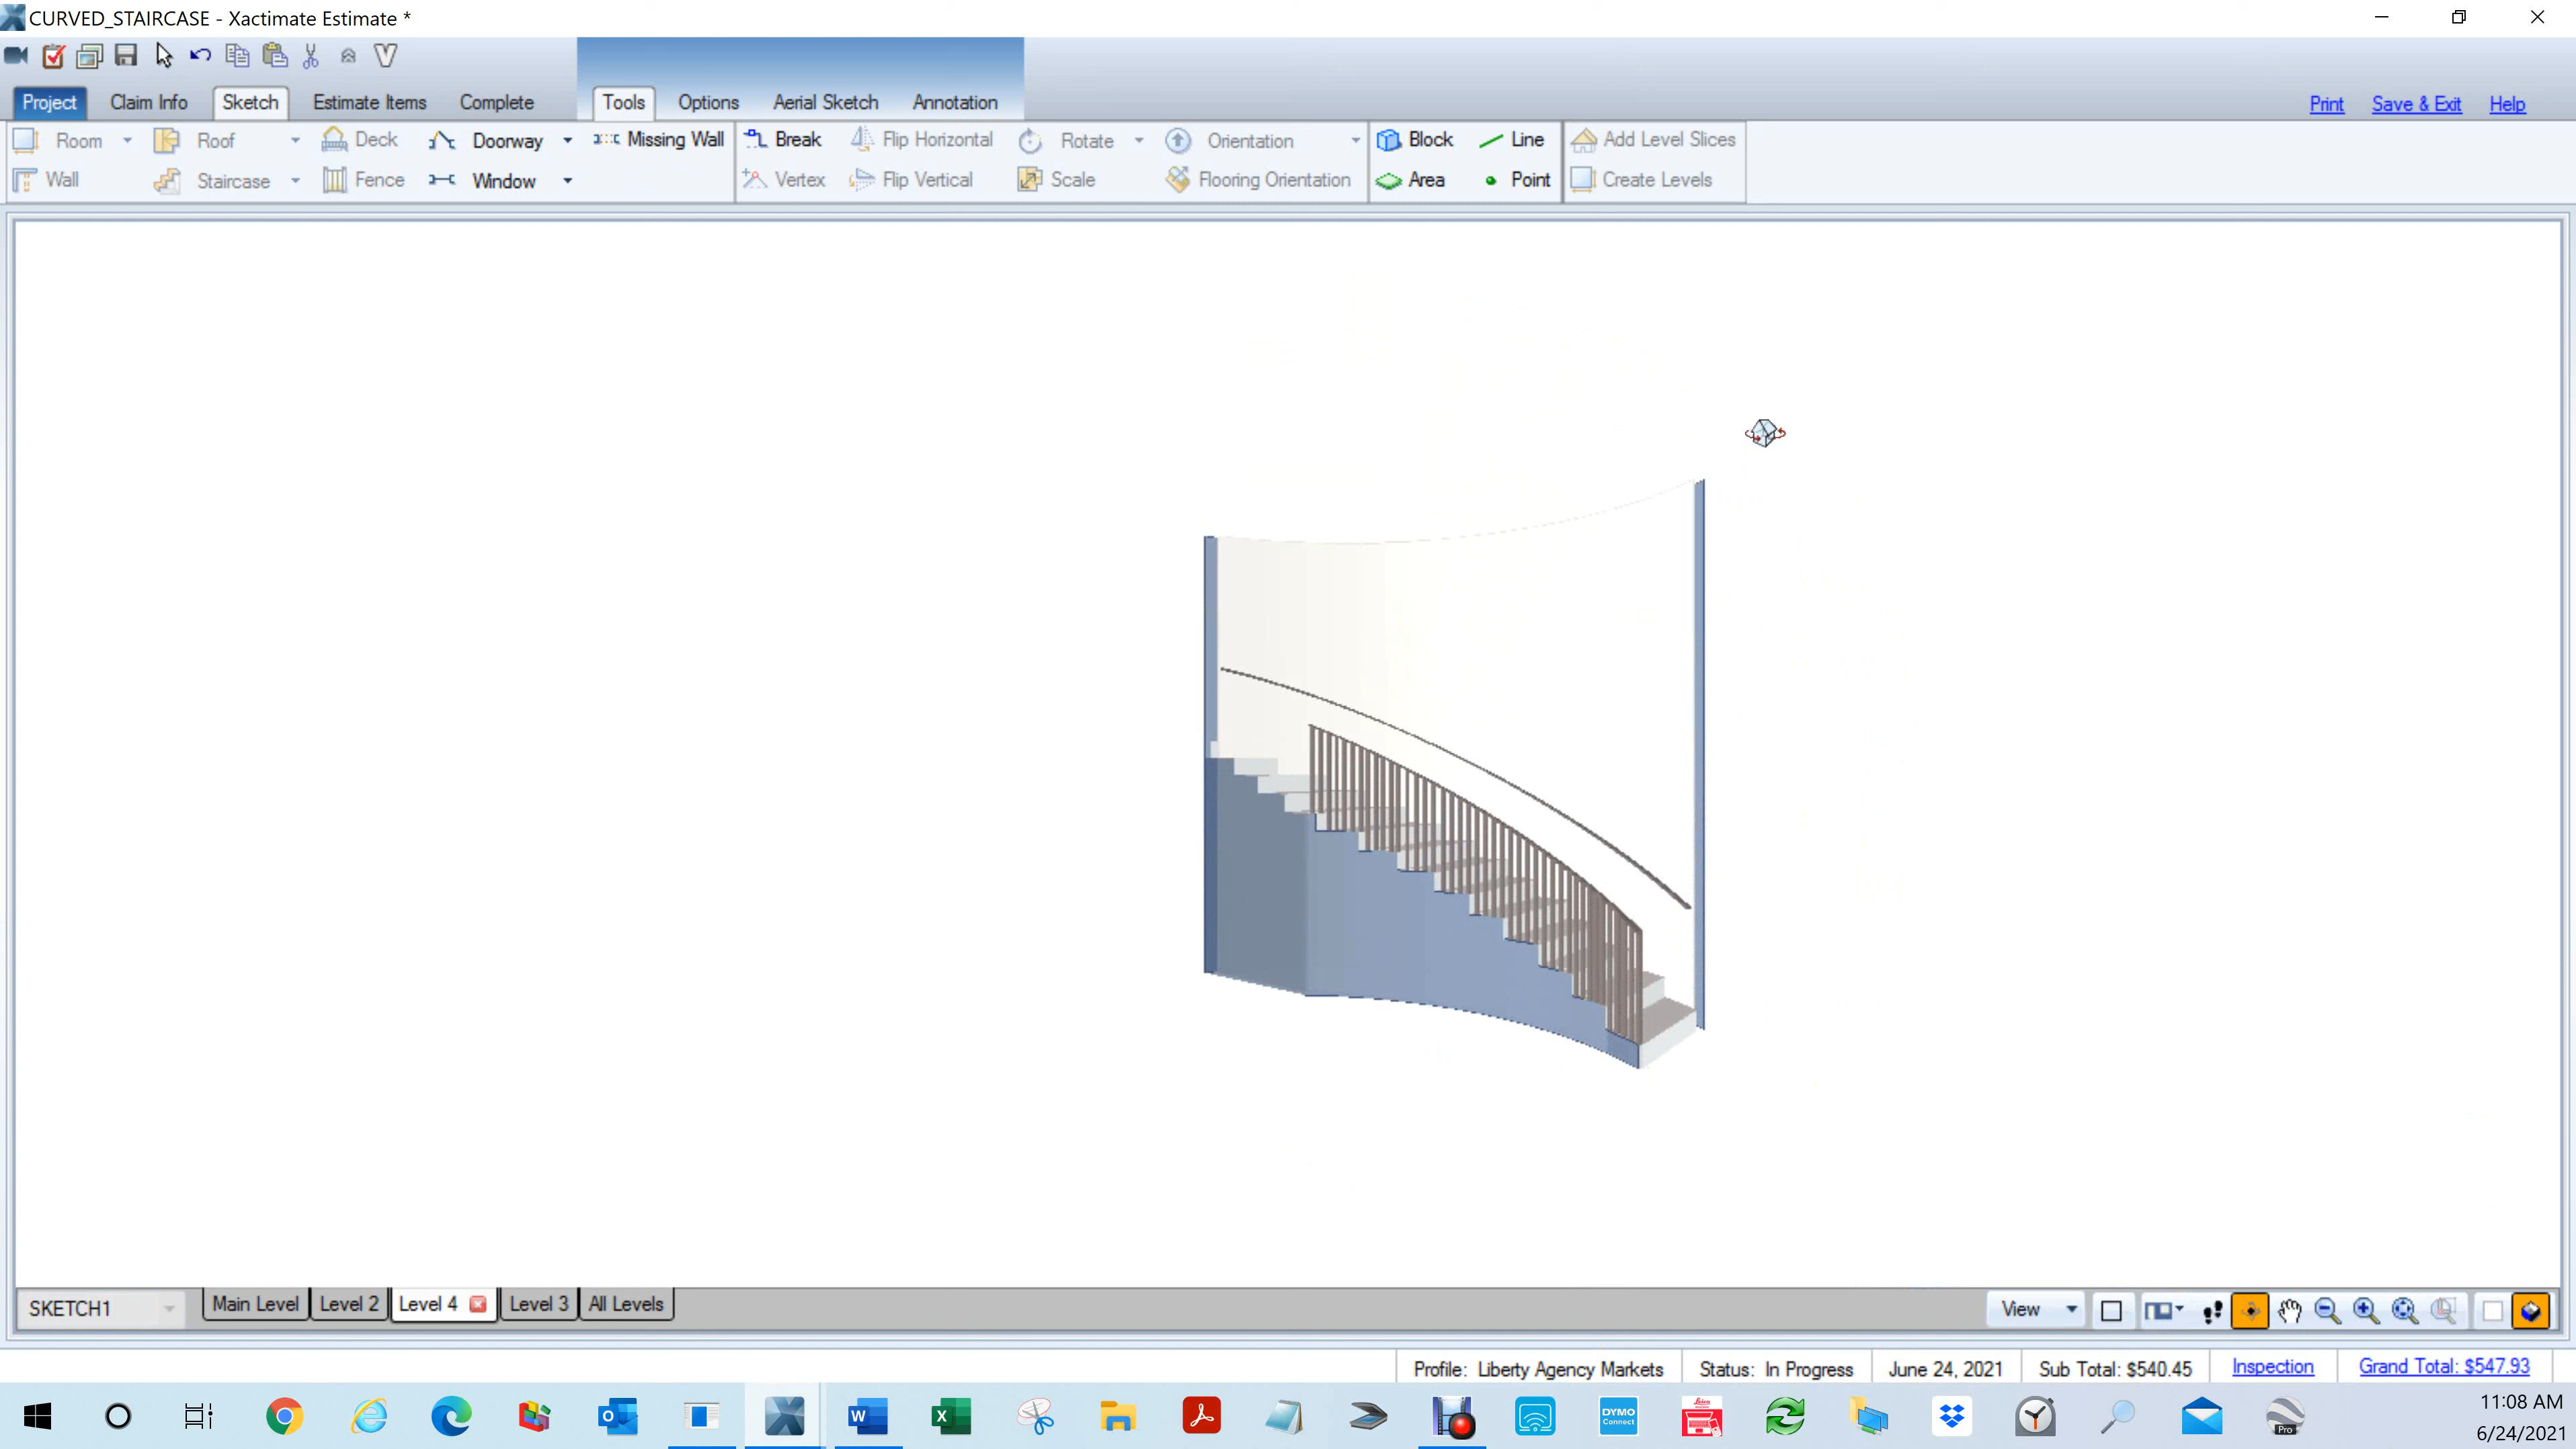 CURVED_STAIRCASE - Xactimate Estimate *
Project Claim Info Sketch Estimate Items Complete Tools Options Aerial Sketch Annotation Print Save & Exit Help
Room Roof Deck Doorway Missing Wall Break Flip Horizontal Rotate Orientation Block Line Add Level Slices
Wall Staircase Fence Window Vertex Flip Vertical Scale Flooring Orientation Area Point Create Levels
SKETCH1 Main Level Level 2 Level 4 Level 3 All Levels View
Profile: Liberty Agency Markets Status: In Progress June 24, 2021 Sub Total: $540.45 Inspection Grand Total: $547.93
DYMO
Connect
Leica
Pro
11:08 AM
6/24/2021